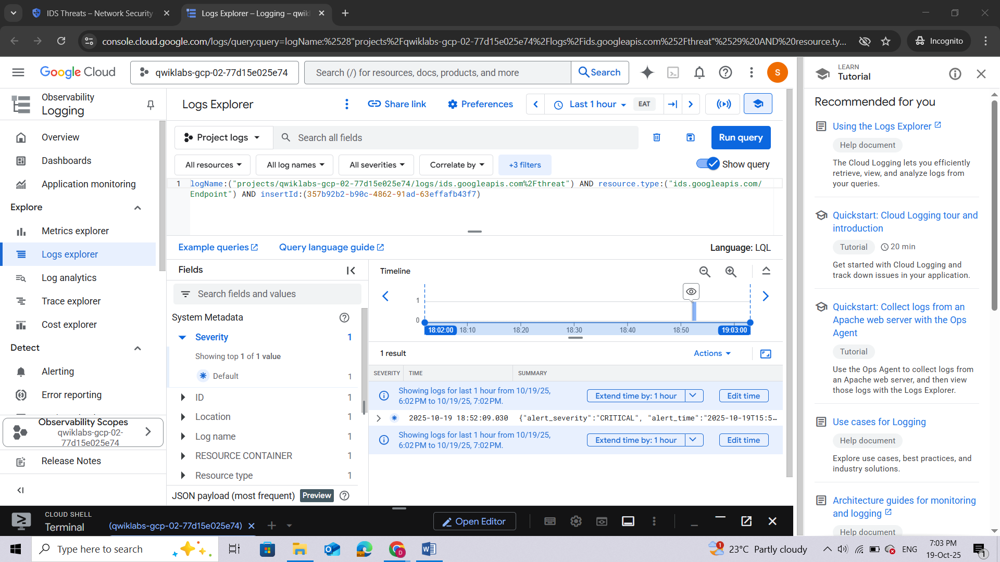 IDS Threats – Network Security
Logs Explorer – Logging – qwikl
console.cloud.google.com/logs/query;query=logName:%2528"projects%2Fqwiklabs-gcp-02-77d15e025e74%2Flogs%2Fids.googleapis.com%252Fthreat"%2529%20AND%20resource.ty...
Incognito
Google Cloud
qwiklabs-gcp-02-77d15e025e74
Search (/) for resources, docs, products, and more
Search
S
LEARN
Tutorial
Observability
Logging
Logs Explorer
Share link
Preferences
Last 1 hour
EAT
Recommended for you
Overview
Dashboards
Application monitoring
Explore
Metrics explorer
Logs explorer
Log analytics
Trace explorer
Cost explorer
Detect
Alerting
Error reporting
Observability Scopes
qwiklabs-gcp-02-
77d15e025e74
Release Notes
Project logs
Search all fields
Run query
All resources
All log names
All severities
Correlate by
+3 filters
Show query
1
logName:("projects/qwiklabs-gcp-02-77d15e025e74/logs/ids.googleapis.com%2Fthreat") AND resource.type:("ids.googleapis.com/
Endpoint") AND insertId:(357b92b2-b90c-4862-91ad-63effafb43f7)
Example queries
Query language guide
Language: LQL
Fields
Search fields and values
System Metadata
Severity 1
Showing top 1 of 1 value
Default 1
ID 1
Location 1
Log name 1
RESOURCE CONTAINER 1
Resource type 1
JSON payload (most frequent) Preview
Timeline
1
0
18:02:00 18:10 18:20 18:30 18:40 18:50 19:03:00
1 result
Actions
SEVERITY TIME SUMMARY
Showing logs for last 1 hour from 10/19/25,
6:02 PM to 10/19/25, 7:02 PM.
Extend time by: 1 hour
Edit time
2025-10-19 18:52:09.030 {"alert_severity":"CRITICAL", "alert_time":"2025-10-19T15:5…
Showing logs for last 1 hour from 10/19/25,
6:02 PM to 10/19/25, 7:02 PM.
Extend time by: 1 hour
Edit time
Using the Logs Explorer
Help document
The Cloud Logging lets you efficiently
retrieve, view, and analyze logs from
your queries.
Quickstart: Cloud Logging tour and
introduction
Tutorial 20 min
Get started with Cloud Logging and
track down issues in your application.
Quickstart: Collect logs from an
Apache web server with the Ops
Agent
Tutorial
Use the Ops Agent to collect logs from
an Apache web server, and then view
those logs with the Logs Explorer.
Use cases for Logging
Help document
Explore use cases, best practices, and
industry solutions.
Architecture guides for monitoring
and logging
Help document
CLOUD SHELL
Terminal
(qwiklabs-gcp-02-77d15e025e74)
Open Editor
Type here to search
1
23°C Partly cloudy
ENG
7:03 PM
19-Oct-25
1